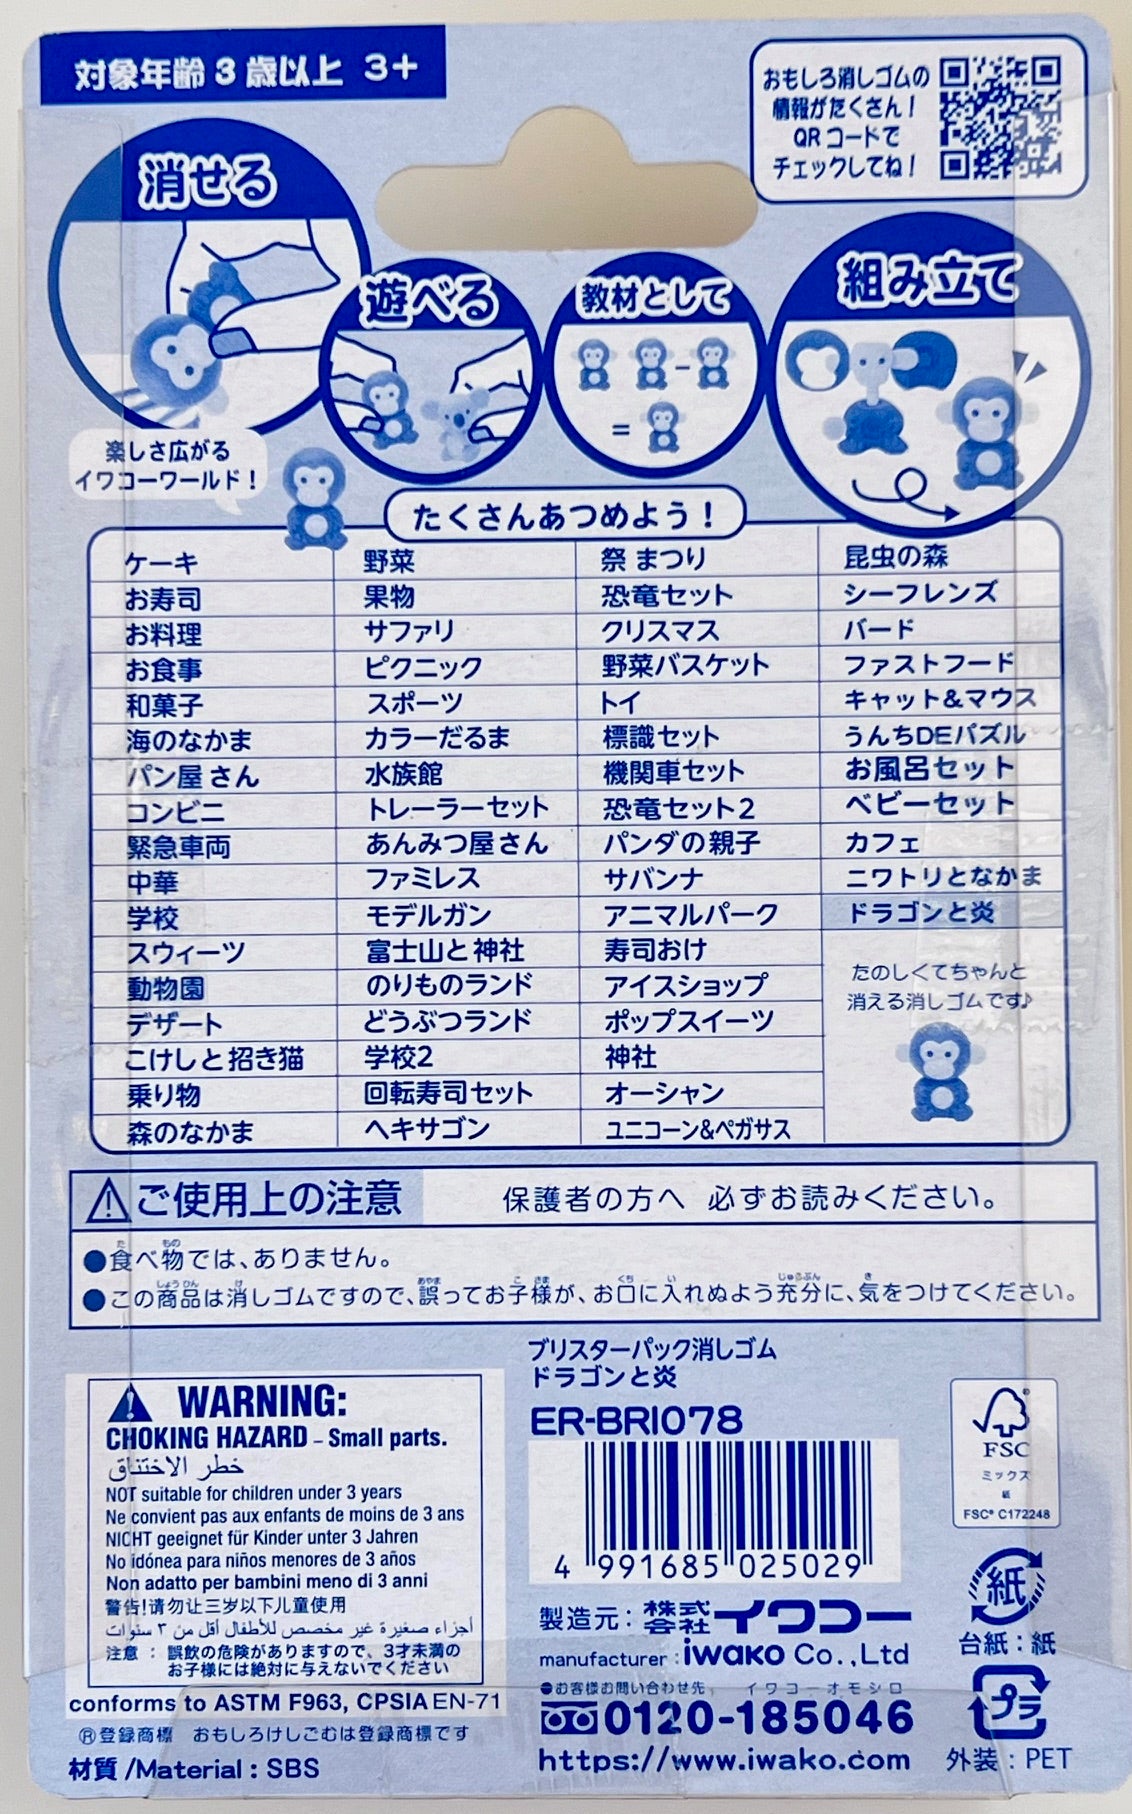 対象年齢 3 歳以上 3+
おもしろ消しゴムの
情報がたくさん！
QRコードで
チェックしてね！
消せる
遊べる
教材として
組み立て
楽しさ広がる
イワコーワールド！
たくさんあつめよう！
ケーキ 野菜 祭 まつり 昆虫の森
お寿司 果物 恐竜セット シーフレンズ
お料理 サファリ クリスマス バード
お食事 ピクニック 野菜バスケット ファストフード
和菓子 スポーツ トイ キャット&マウス
海のなかま カラーだるま 標識セット うんちDEパズル
パン屋さん 水族館 機関車セット お風呂セット
コンビニ トレーラーセット 恐竜セット2 ベビーセット
緊急車両 あんみつ屋さん パンダの親子 カフェ
中華 ファミレス サバンナ ニワトリとなかま
学校 モデルガン アニマルパーク ドラゴンと炎
スウィーツ 富士山と神社 寿司おけ
動物園 のりものランド アイスショップ
デザート どうぶつランド ポップスイーツ
こけしと招き猫 学校2 神社
乗り物 回転寿司セット オーシャン
森のなかま ヘキサゴン ユニコーン&ペガサス
たのしくてちゃんと
消える消しゴムです♪
⚠ご使用上の注意 保護者の方へ 必ずお読みください。
●食べ物では、ありません。
●この商品は消しゴムですので、誤ってお子様が、お口に入れぬよう充分に、気をつけてください。
ブリスターパック消しゴム
ドラゴンと炎
ER-BRI078
4 991685 025029
⚠ WARNING:
CHOKING HAZARD – Small parts.
خطر الاختناق
NOT suitable for children under 3 years
Ne convient pas aux enfants de moins de 3 ans
NICHT geeignet für Kinder unter 3 Jahren
No idónea para niños menores de 3 años
Non adatto per bambini meno di 3 anni
警告!请勿让三岁以下儿童使用
أجزاء صغيرة غير مخصص للأطفال أقل من ٣ سنوات
注意 : 誤飲の危険がありますので、3才未満の
お子様には絶対に与えないでください
conforms to ASTM F963, CPSIA EN-71
®登録商標 おもしろけしごむは登録商標です
材質 /Material : SBS
製造元: 株式会社イワコー
manufacturer : iwako Co.,Ltd
●お客様お問い合わせ先 イワコーオモシロ
0120-185046
https://www.iwako.com
FSC
ミックス
紙
FSC® C172248
紙
台紙 : 紙
プラ
外装 : PET